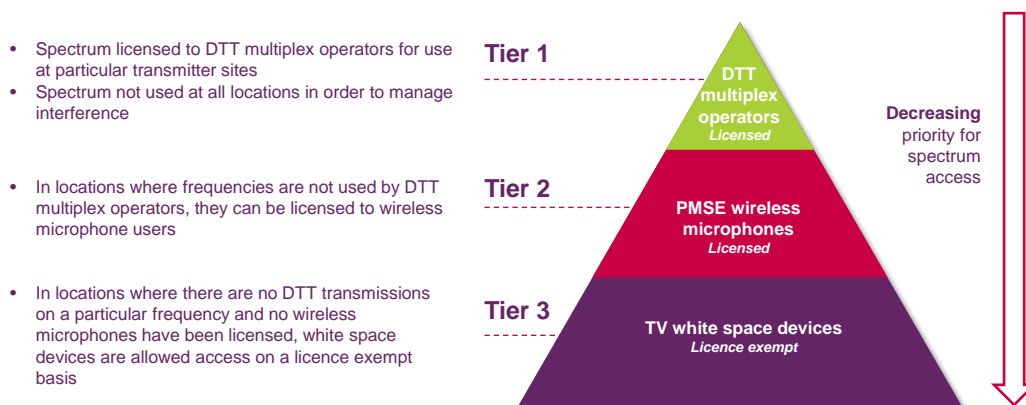 • Spectrum licensed to DTT multiplex operators for use
at particular transmitter sites
• Spectrum not used at all locations in order to manage
interference
Tier 1
DTT
multiplex
operators
Licensed
Decreasing
priority for
spectrum
access
• In locations where frequencies are not used by DTT
multiplex operators, they can be licensed to wireless
microphone users
Tier 2
PMSE wireless
microphones
Licensed
• In locations where there are no DTT transmissions
on a particular frequency and no wireless
microphones have been licensed, white space
devices are allowed access on a licence exempt
basis
Tier 3
TV white space devices
Licence exempt